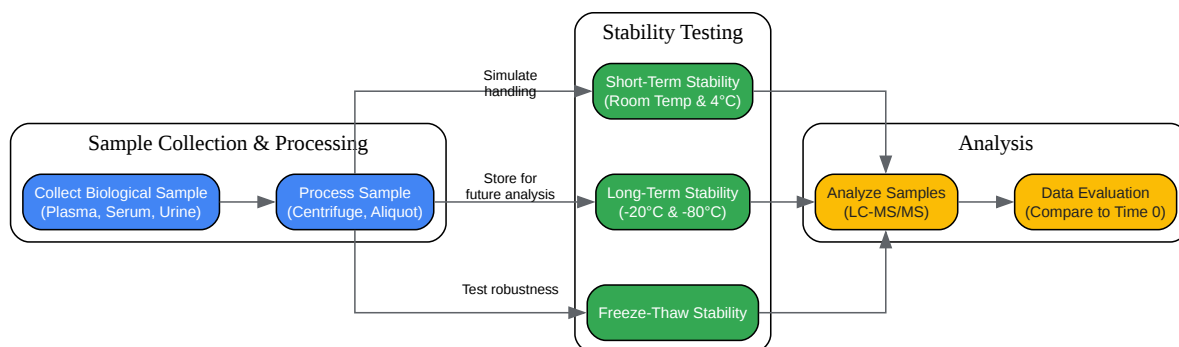 Stability Testing
Simulate
handling
Short-Term Stability
(Room Temp & 4°C)
Sample Collection & Processing
Analysis
Collect Biological Sample
(Plasma, Serum, Urine)
Process Sample
(Centrifuge, Aliquot)
Store for
future analysis
Long-Term Stability
(-20°C & -80°C)
Analyze Samples
(LC-MS/MS)
Data Evaluation
(Compare to Time 0)
Test robustness
Freeze-Thaw Stability